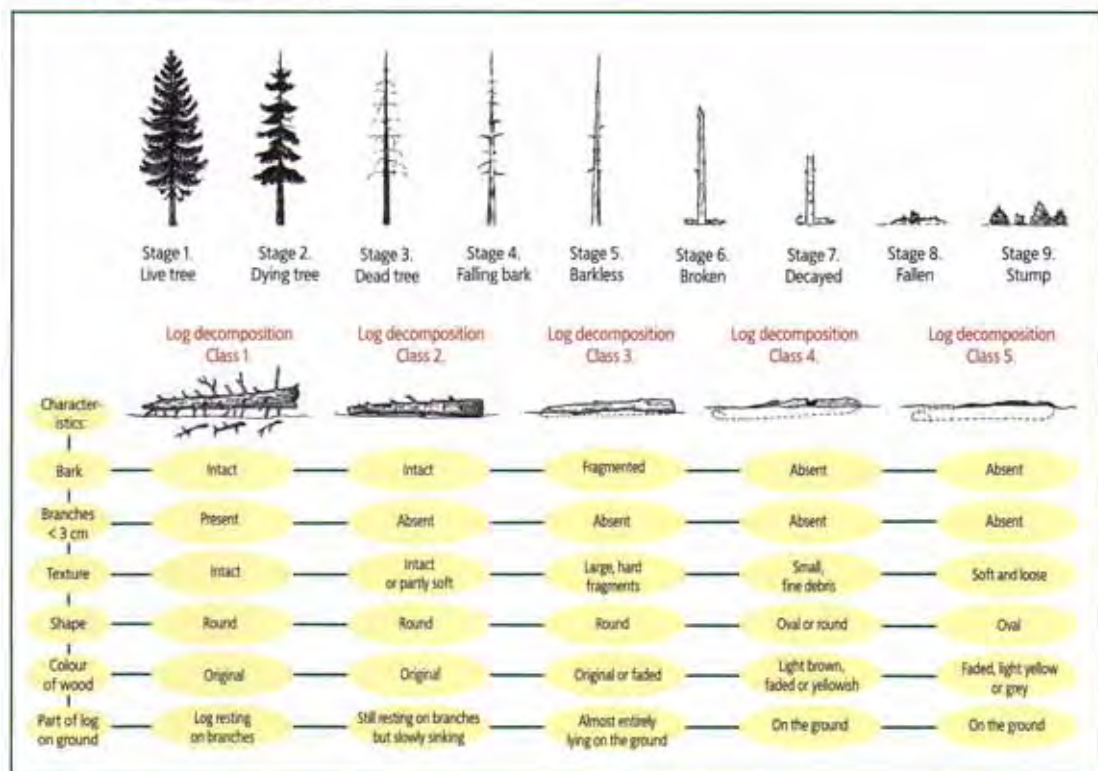 Stage 1.
Live tree
Stage 2.
Dying tree
Stage 3.
Dead tree
Stage 4.
Falling bark
Stage 5.
Barkless
Stage 6.
Broken
Stage 7.
Decayed
Stage 8.
Fallen
Stage 9.
Stump
Log decomposition
Class 1
Log decomposition
Class 2.
Log decomposition
Class 3.
Log decomposition
Class 4.
Log decomposition
Class 5.
Character-
istics:
Bark
Intact
Intact
Fragmented
Absent
Absent
Branches
< 3 cm
Present
Absent
Absent
Absent
Absent
Texture
Intact
Intact
or partly soft
Large, hard
fragments
Small,
fine debris
Soft and loose
Shape
Round
Round
Round
Oval or round
Oval
Colour
of wood
Original
Original
Original or faded
Light brown,
faded or yellowish
Faded, light yellow
or grey
Part of log
on ground
Log resting
on branches
Still resting on branches
but slowly sinking
Almost entirely
lying on the ground
On the ground
On the ground